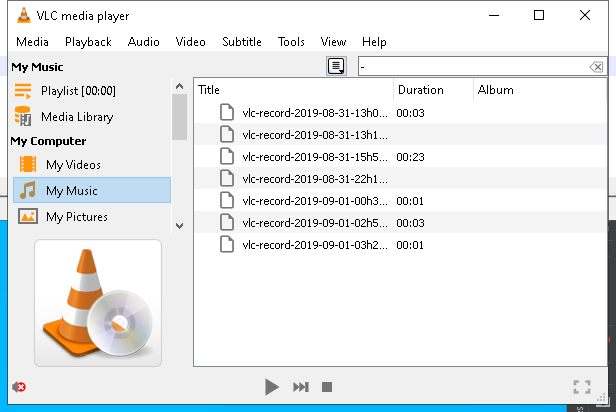 VLC media player
Media Playback Audio Video Subtitle Tools View Help
My Music
-
Playlist [00:00]
Media Library
My Computer
My Videos
My Music
My Pictures
Title Duration Album
vlc-record-2019-08-31-13h0... 00:03
vlc-record-2019-08-31-13h1...
vlc-record-2019-08-31-15h5... 00:23
vlc-record-2019-08-31-22h1...
vlc-record-2019-09-01-00h3... 00:01
vlc-record-2019-09-01-02h5... 00:03
vlc-record-2019-09-01-03h2... 00:01